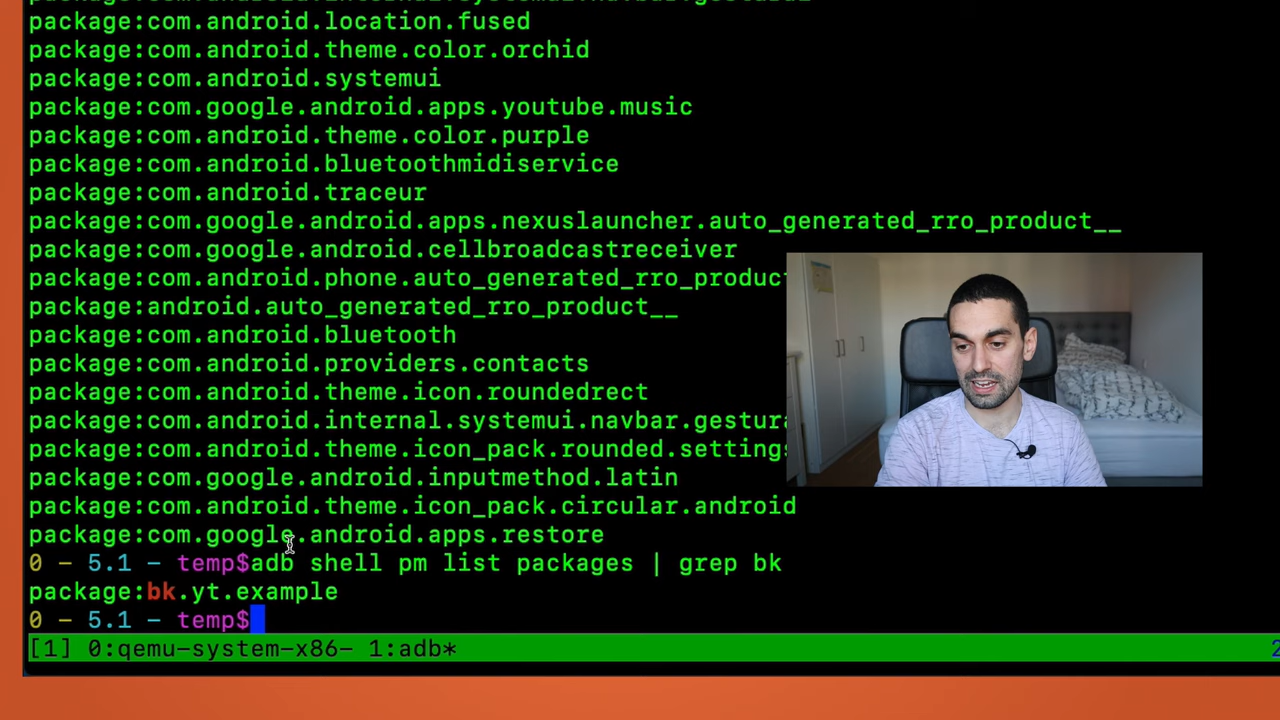 package:com.android.location.fused
package:com.android.theme.color.orchid
package:com.android.systemui
package:com.google.android.apps.youtube.music
package:com.android.theme.color.purple
package:com.android.bluetoothmidiservice
package:com.android.traceur
package:com.google.android.apps.nexuslauncher.auto_generated_rro_product__
package:com.google.android.cellbroadcastreceiver
package:com.android.phone.auto_generated_rro_product
package:android.auto_generated_rro_product__
package:com.android.bluetooth
package:com.android.providers.contacts
package:com.android.theme.icon.roundedrect
package:com.android.internal.systemui.navbar.gestura
package:com.android.theme.icon_pack.rounded.settings
package:com.google.android.inputmethod.latin
package:com.android.theme.icon_pack.circular.android
package:com.google.android.apps.restore
0 - 5.1 - temp$adb shell pm list packages | grep bk
package:bk.yt.example
0 - 5.1 - temp$
[1] 0:qemu-system-x86- 1:adb*